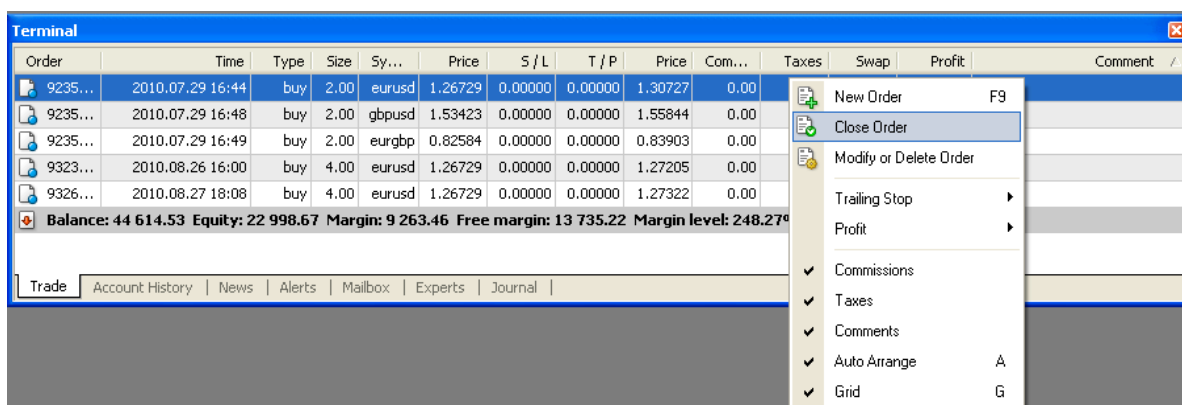 Terminal
Order Time Type Size Sy... Price S / L T / P Price Com... Taxes Swap Profit Comment /
9235... 2010.07.29 16:44 buy 2.00 eurusd 1.26729 0.00000 0.00000 1.30727 0.00
9235... 2010.07.29 16:48 buy 2.00 gbpusd 1.53423 0.00000 0.00000 1.55844 0.00
9235... 2010.07.29 16:49 buy 2.00 eurgbp 0.82584 0.00000 0.00000 0.83903 0.00
9323... 2010.08.26 16:00 buy 4.00 eurusd 1.26729 0.00000 0.00000 1.27205 0.00
9326... 2010.08.27 18:08 buy 4.00 eurusd 1.26729 0.00000 0.00000 1.27322 0.00
Balance: 44 614.53 Equity: 22 998.67 Margin: 9 263.46 Free margin: 13 735.22 Margin level: 248.27%
Trade Account History | News | Alerts | Mailbox | Experts | Journal |
New Order F9
Close Order
Modify or Delete Order
Trailing Stop
Profit
Commissions
Taxes
Comments
Auto Arrange A
Grid G